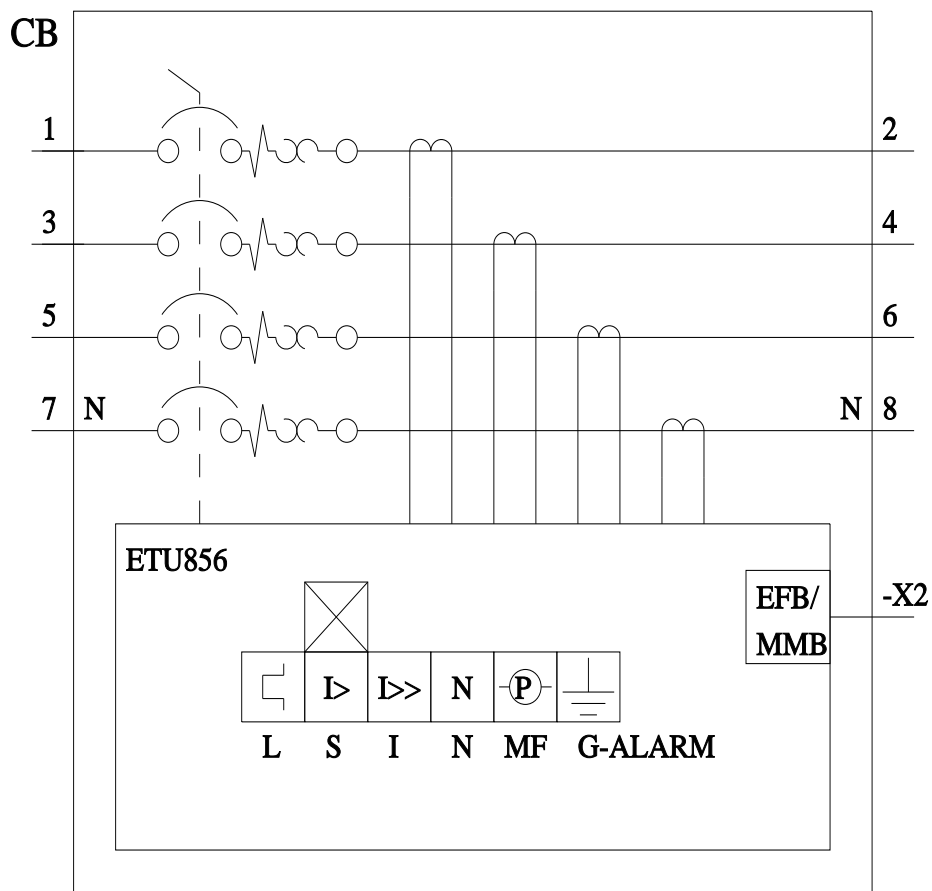 CB
1 2
3 4
5 6
7 N N 8
ETU856
EFB/
MMB
-X2
I> I>> N P
L S I N MF G-ALARM